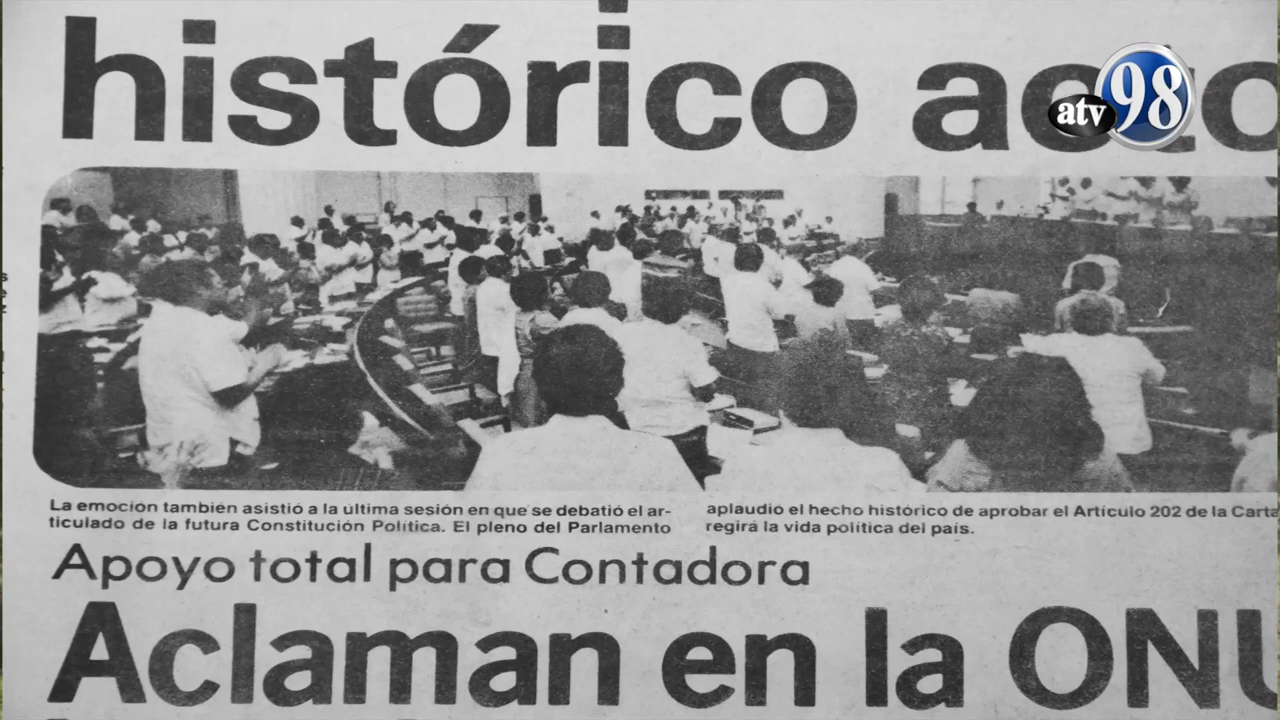 histórico acto
atv 98
La emoción también asistió a la última sesión en que se debatió el ar-
ticulado de la futura Constitución Política. El pleno del Parlamento
aplaudió el hecho histórico de aprobar el Artículo 202 de la Carta
regirá la vida política del país.
Apoyo total para Contadora
Aclaman en la ONU